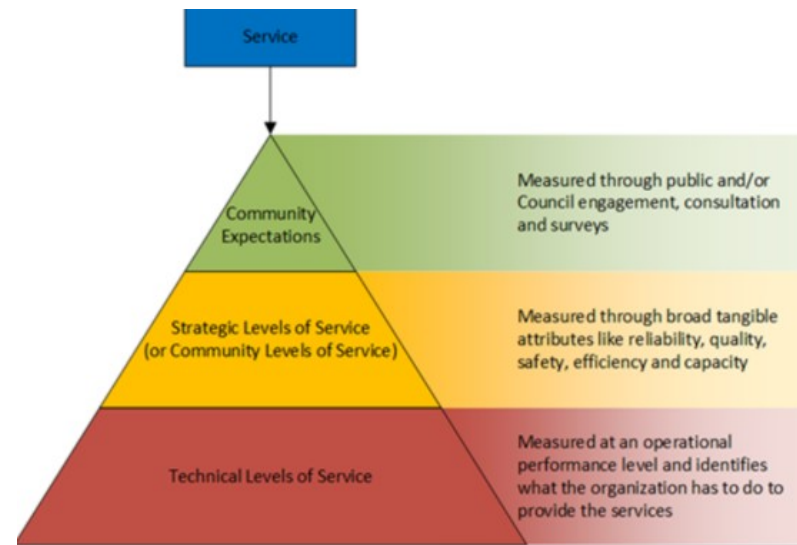 Service
Community
Expectations
Measured through public and/or
Council engagement, consultation
and surveys
Strategic Levels of Service
(or Community Levels of Service)
Measured through broad tangible
attributes like reliability, quality,
safety, efficiency and capacity
Technical Levels of Service
Measured at an operational
performance level and identifies
what the organization has to do to
provide the services